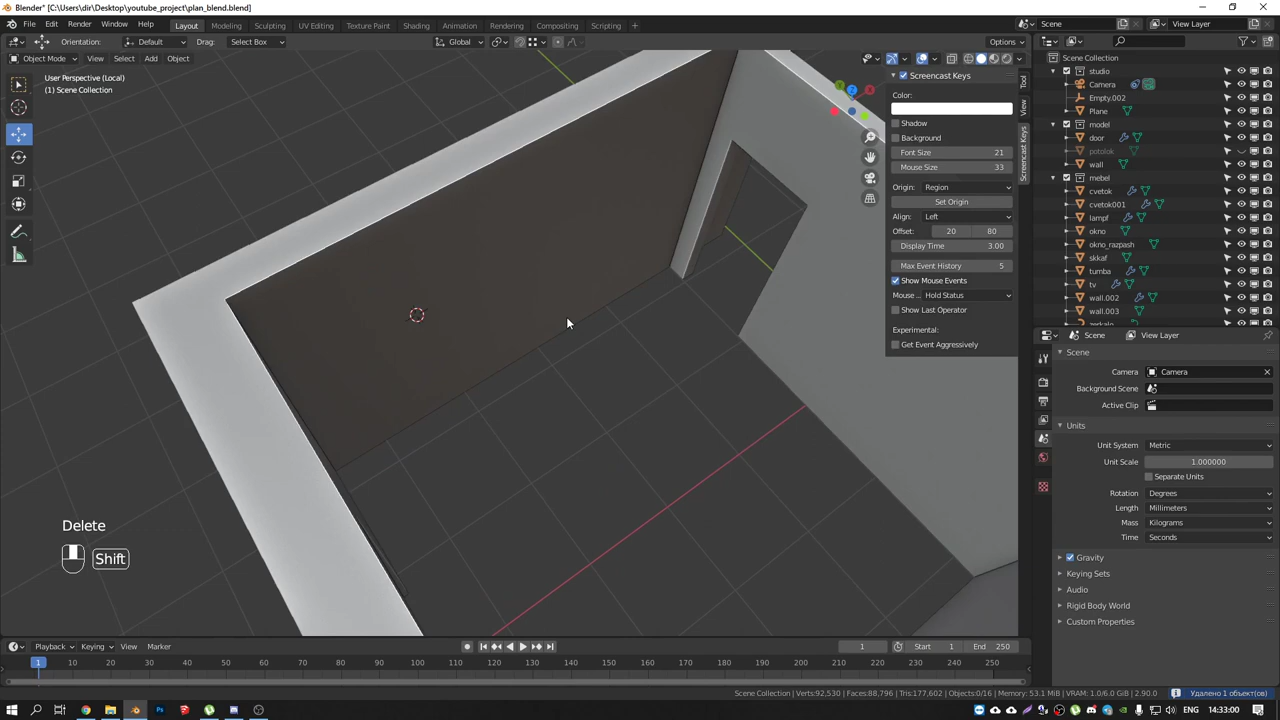 Blender* [C:\Users\dir\Desktop\youtube_project\plan_blend.blend]
File Edit Render Window Help Layout Modeling Sculpting UV Editing Texture Paint Shading Animation Rendering Compositing Scripting + Scene View Layer
Orientation: Default Drag: Select Box Global Options
Object Mode View Select Add Object
User Perspective (Local)
(1) Scene Collection
Screencast Keys
Color:
Shadow
Background
Font Size 21
Mouse Size 33
Origin: Region
Set Origin
Align: Left
Offset: 20 80
Display Time 3.00
Max Event History 5
Show Mouse Events
Mouse ... Hold Status
Show Last Operator
Experimental:
Get Event Aggressively
Tool
View
Screencast Keys
Scene Collection
studio
Camera
Empty.002
Plane
model
door
potolok
wall
mebel
cvetok
cvetok001
lampf
okno
okno_razpash
skkaf
tumba
tv
wall.002
wall.003
zerkalo
Scene View Layer
Scene
Camera Camera
Background Scene
Active Clip
Units
Unit System Metric
Unit Scale 1.000000
Separate Units
Rotation Degrees
Length Millimeters
Mass Kilograms
Time Seconds
Gravity
Keying Sets
Audio
Rigid Body World
Custom Properties
Delete
Shift
Playback Keying View Marker 1 Start 1 End 250
1 10 20 30 40 50 60 70 80 90 100 110 120 130 140 150 160 170 180 190 200 210 220 230 240 250
Scene Collection | Verts:92,530 | Faces:88,796 | Tris:177,602 | Objects:0/16 | Memory: 53.1 MiB | VRAM: 1.0/6.0 GiB | 2.90.0 Удалено 1 объект(ов)
ENG 14:33:00